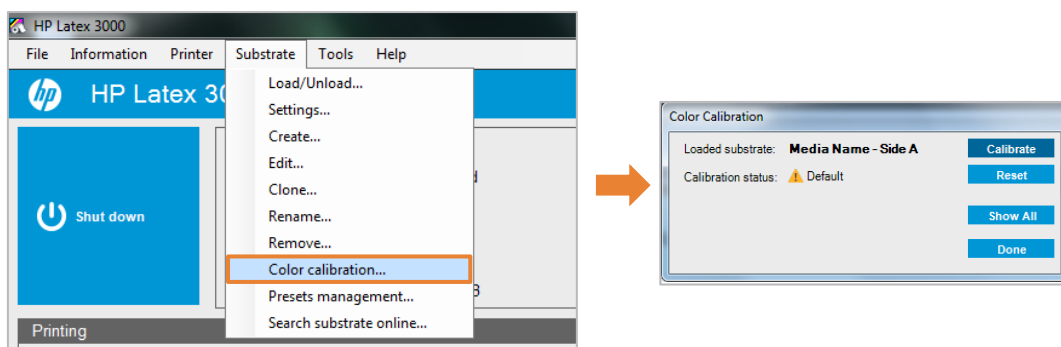 HP Latex 3000
File Information Printer Substrate Tools Help
hp HP Latex 30
Load/Unload...
Settings...
Create...
Edit...
Clone...
Rename...
Remove...
Color calibration...
Presets management...
Search substrate online...
Shut down
Printing
Color Calibration
Loaded substrate: Media Name - Side A
Calibration status: Default
Calibrate
Reset
Show All
Done